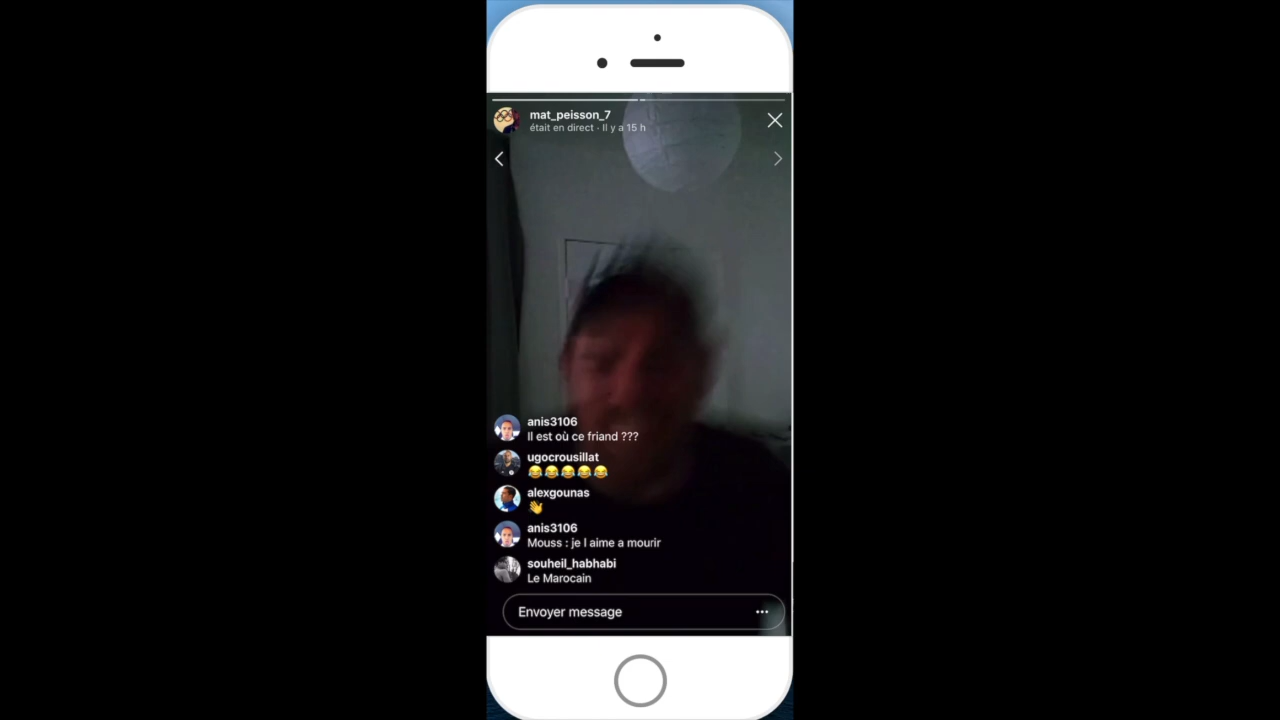 mat_peisson_7
était en direct · Il y a 15 h
anis3106
Il est où ce friand ???
ugocrousillat
😂😂😂😂😂
alexgounas
👋
anis3106
Mouss : je l aime a mourir
souheil_habhabi
Le Marocain
Envoyer message